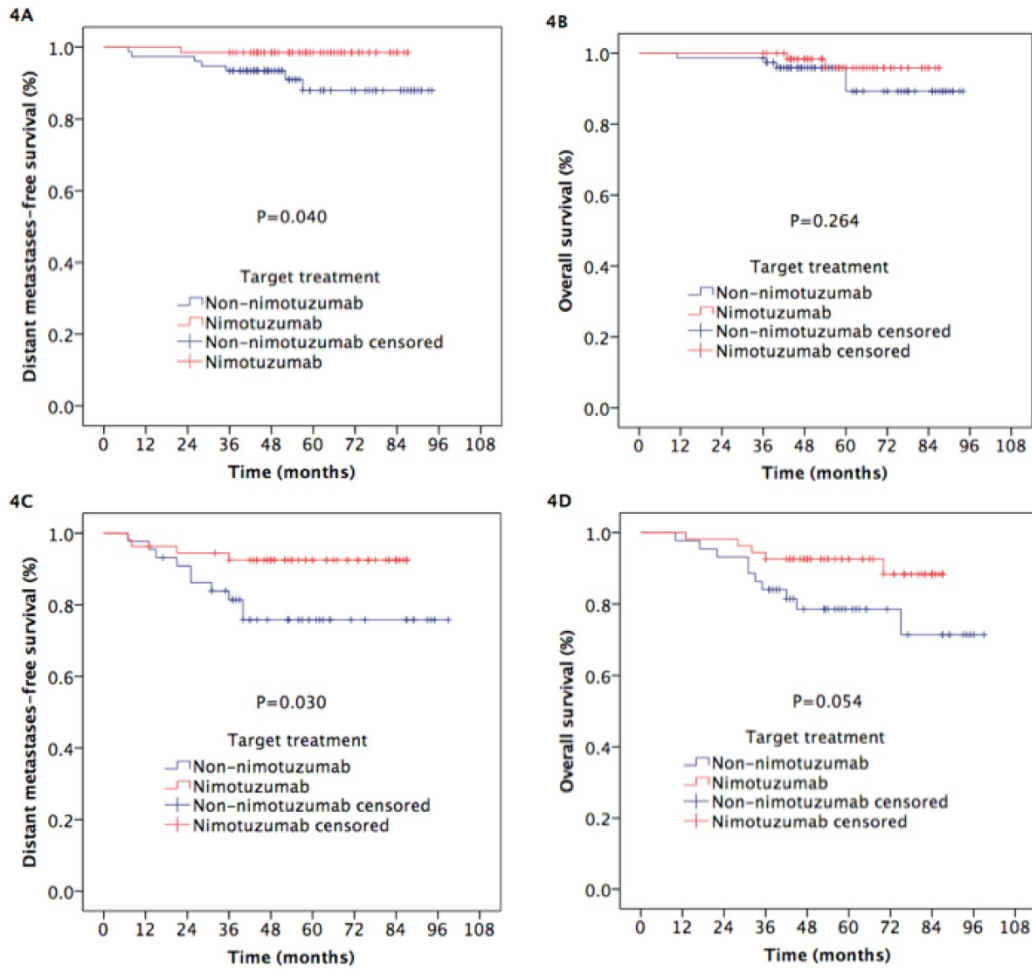 4A
Distant metastases-free survival (%)
1.0
0.8
0.6
0.4
0.2
0.0
P=0.040
Target treatment
Non-nimotuzumab
Nimotuzumab
Non-nimotuzumab censored
Nimotuzumab
0 12 24 36 48 60 72 84 96 108
Time (months)
4B
Overall survival (%)
1.0
0.8
0.6
0.4
0.2
0.0
P=0.264
Target treatment
Non-nimotuzumab
Nimotuzumab
Non-nimotuzumab censored
Nimotuzumab censored
0 12 24 36 48 60 72 84 96 108
Time (months)
4C
Distant metastases-free survival (%)
1.0
0.8
0.6
0.4
0.2
0.0
P=0.030
Target treatment
Non-nimotuzumab
Nimotuzumab
Non-nimotuzumab censored
Nimotuzumab censored
0 12 24 36 48 60 72 84 96 108
Time (months)
4D
Overall survival (%)
1.0
0.8
0.6
0.4
0.2
0.0
P=0.054
Target treatment
Non-nimotuzumab
Nimotuzumab
Non-nimotuzumab censored
Nimotuzumab censored
0 12 24 36 48 60 72 84 96 108
Time (months)